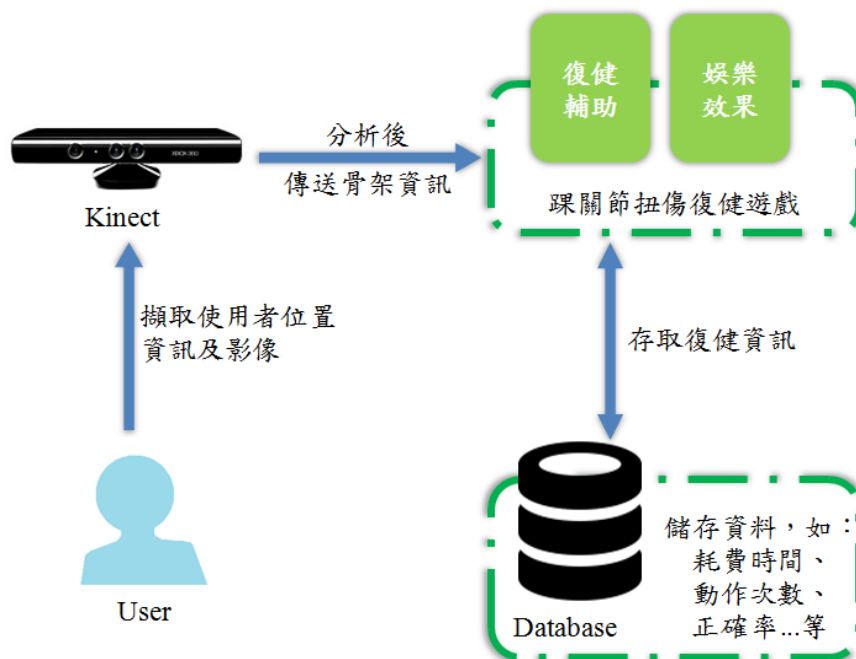 復健
輔助
娛樂
效果
XBOX 360
分析後
傳送骨架資訊
Kinect
踝關節扭傷復健遊戲
擷取使用者位置
資訊及影像
存取復健資訊
User
Database
儲存資料，如：
耗費時間、
動作次數、
正確率...等